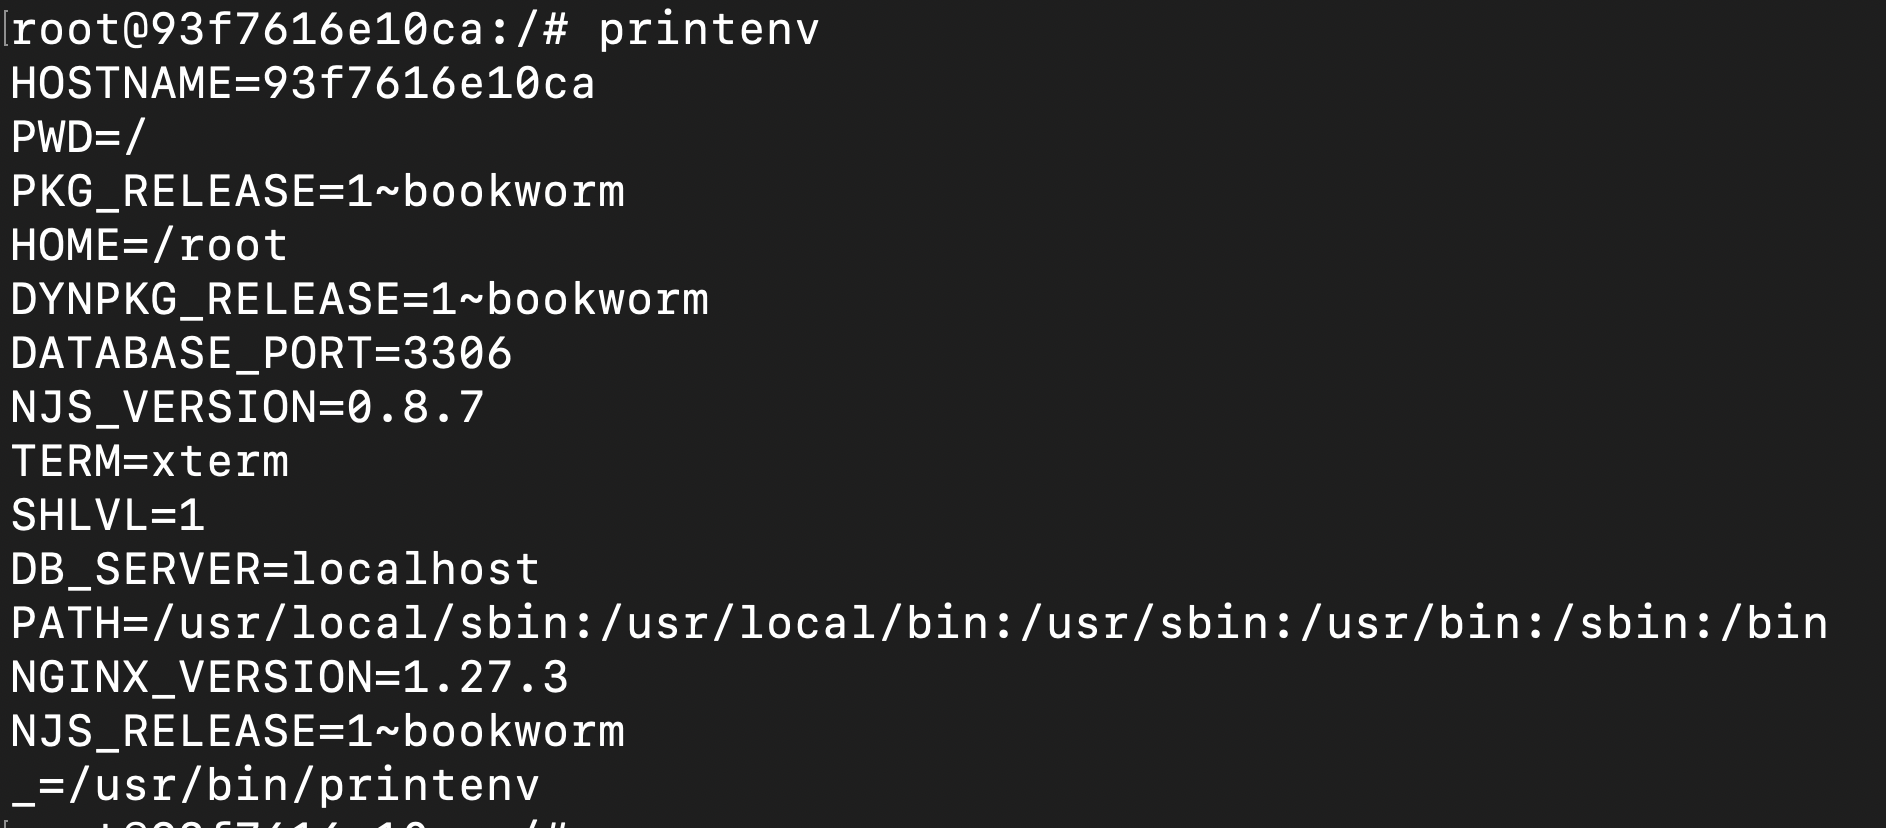 root@93f7616e10ca:/# printenv
HOSTNAME=93f7616e10ca
PWD=/
PKG_RELEASE=1~bookworm
HOME=/root
DYNPKG_RELEASE=1~bookworm
DATABASE_PORT=3306
NJS_VERSION=0.8.7
TERM=xterm
SHLVL=1
DB_SERVER=localhost
PATH=/usr/local/sbin:/usr/local/bin:/usr/sbin:/usr/bin:/sbin:/bin
NGINX_VERSION=1.27.3
NJS_RELEASE=1~bookworm
_=/usr/bin/printenv